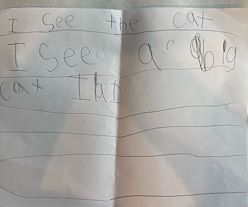 I See the cat
I See a big
cat I